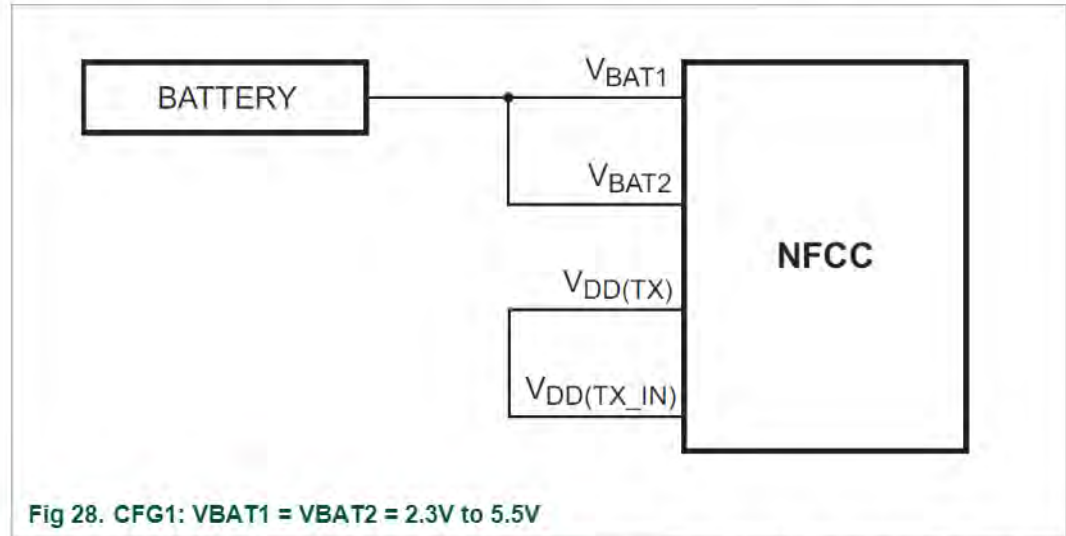 BATTERY
VBAT1
VBAT2
NFCC
VDD(TX)
VDD(TX_IN)
Fig 28. CFG1: VBAT1 = VBAT2 = 2.3V to 5.5V